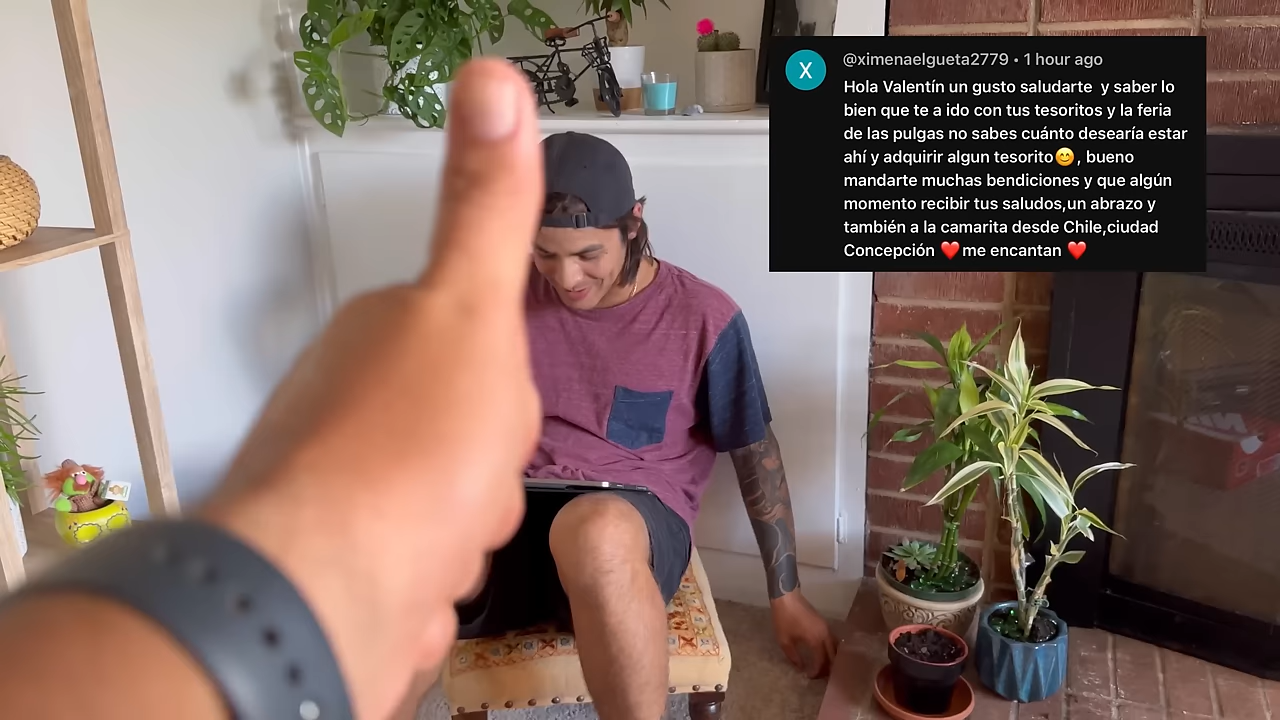 X
@ximenaelgueta2779 • 1 hour ago
Hola Valentín un gusto saludarte y saber lo
bien que te a ido con tus tesoritos y la feria
de las pulgas no sabes cuánto desearía estar
ahí y adquirir algun tesorito😊, bueno
mandarte muchas bendiciones y que algún
momento recibir tus saludos,un abrazo y
también a la camarita desde Chile,ciudad
Concepción ❤️me encantan ❤️